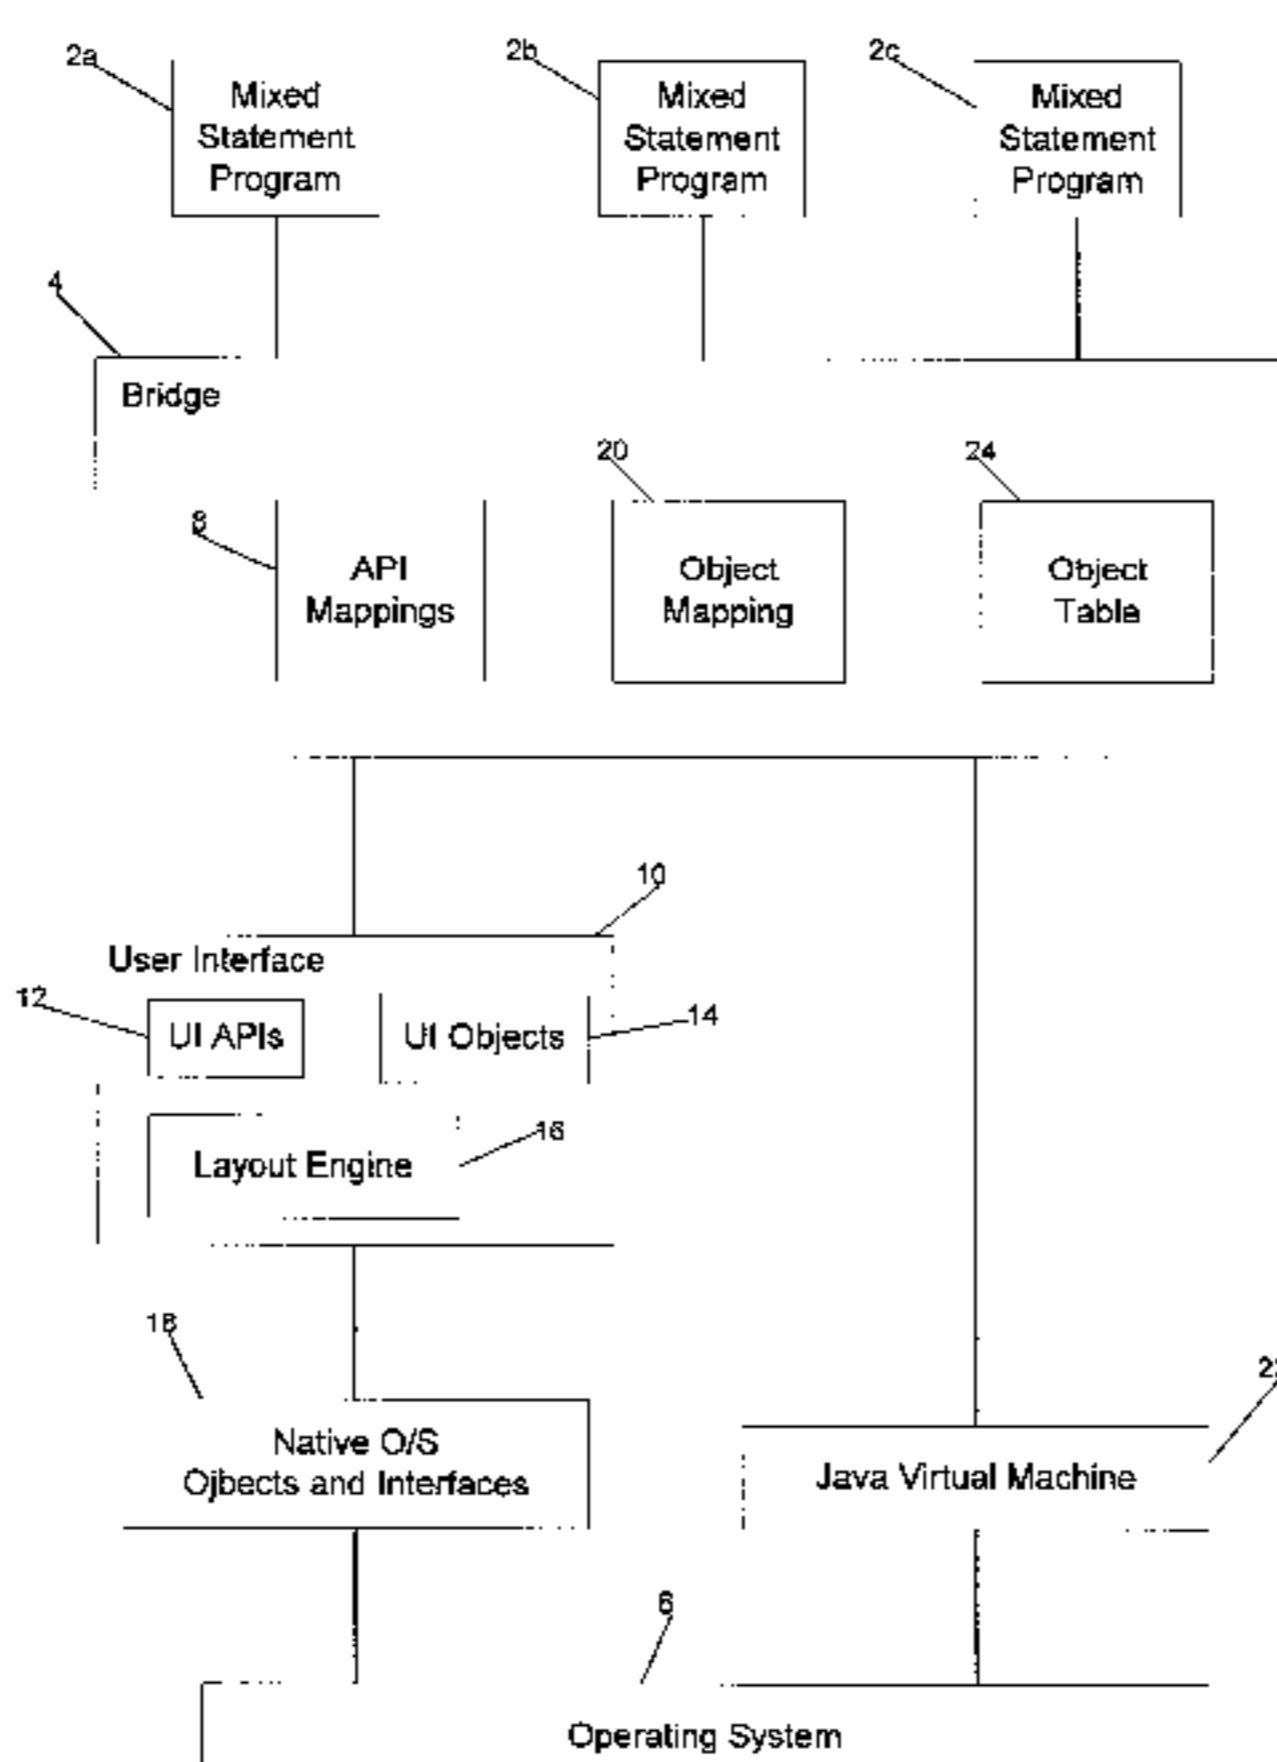 2a
2b
2c
Mixed
Statement
Program
Mixed
Statement
Program
Mixed
Statement
Program
4
Bridge
20
24
8
API
Mappings
Object
Mapping
Object
Table
10
User Interface
12
UI APIs
UI Objects
14
16
Layout Engine
18
Native O/S
Ojbects and Interfaces
Java Virtual Machine
6
Operating System